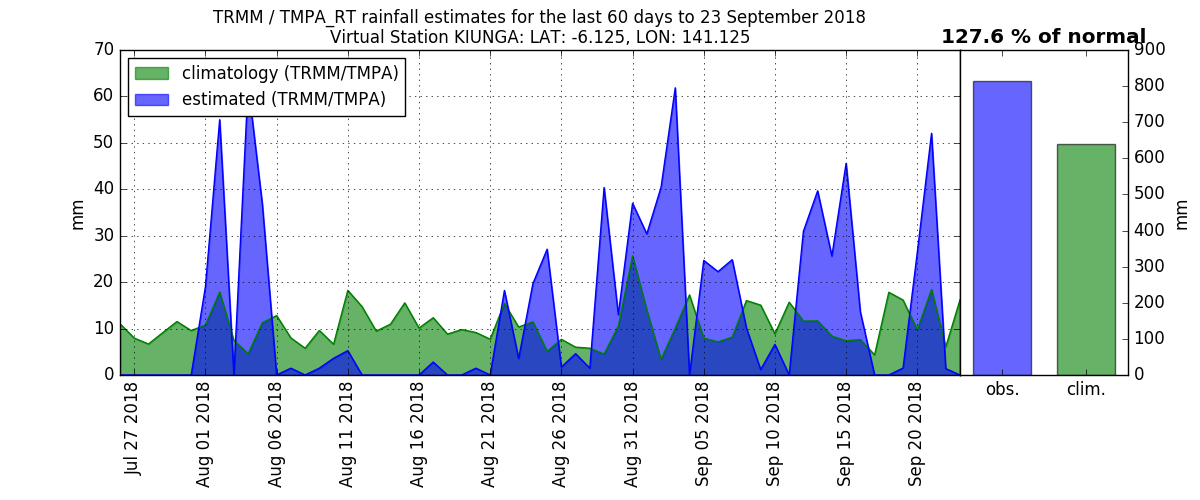 TRMM / TMPA_RT rainfall estimates for the last 60 days to 23 September 2018
Virtual Station KIUNGA: LAT: -6.125, LON: 141.125
127.6 % of normal
climatology (TRMM/TMPA)
estimated (TRMM/TMPA)
70
60
50
40
30
20
10
0
mm
Jul 27 2018
Aug 01 2018
Aug 06 2018
Aug 11 2018
Aug 16 2018
Aug 21 2018
Aug 26 2018
Aug 31 2018
Sep 05 2018
Sep 10 2018
Sep 15 2018
Sep 20 2018
obs.
clim.
900
800
700
600
500
400
300
200
100
0
mm